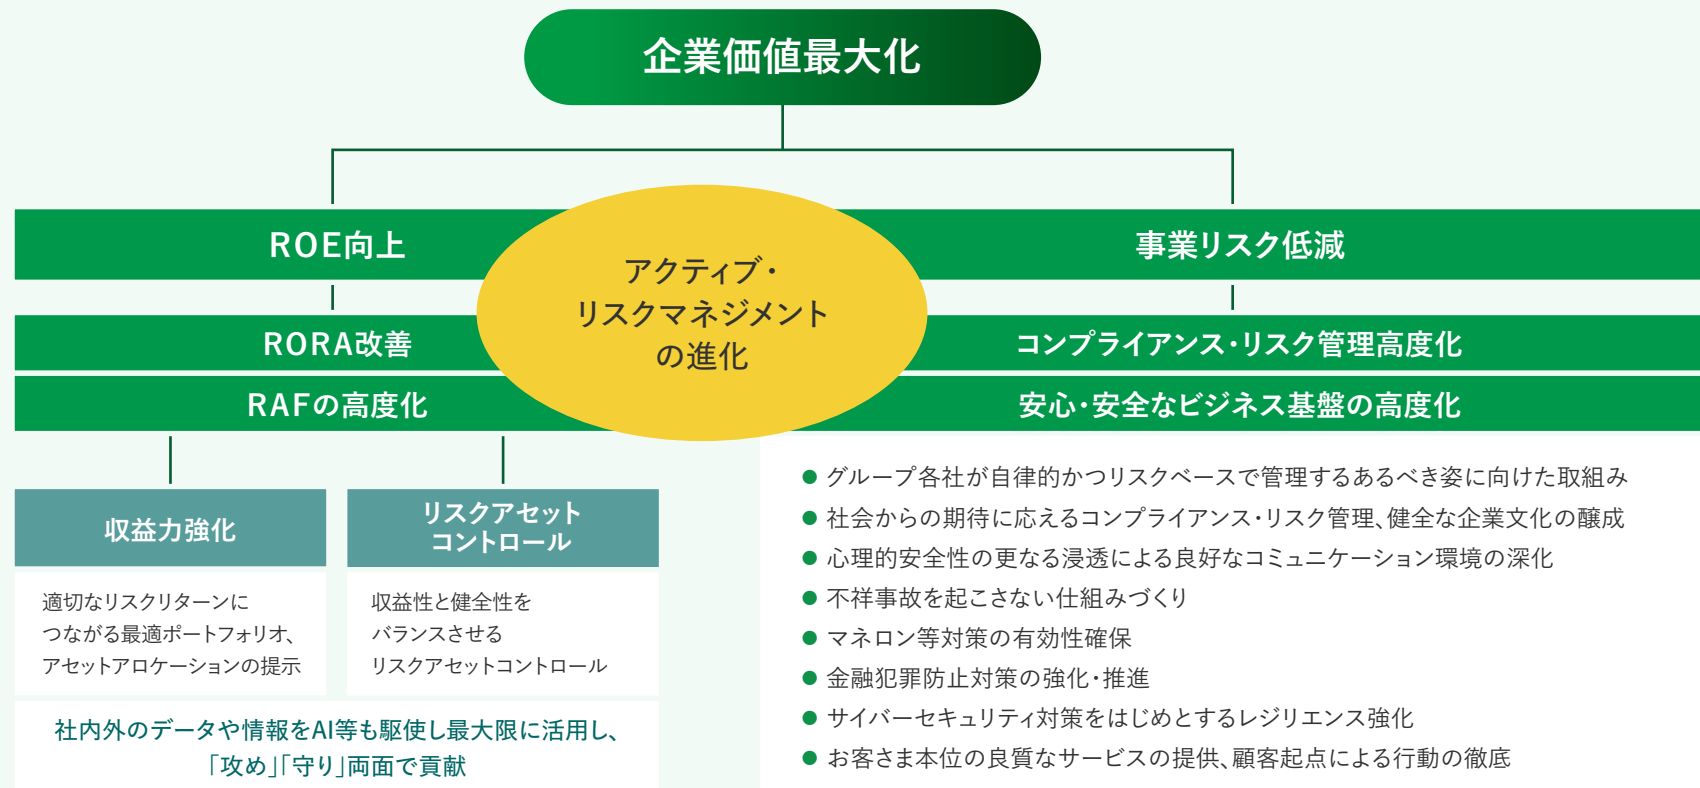 企業価値最大化
ROE向上
事業リスク低減
アクティブ・
リスクマネジメント
の進化
RORA改善
コンプライアンス・リスク管理高度化
RAFの高度化
安心・安全なビジネス基盤の高度化
収益力強化
適切なリスクリターンに
つながる最適ポートフォリオ、
アセットアロケーションの提示
リスクアセット
コントロール
収益性と健全性を
バランスさせる
リスクアセットコントロール
社内外のデータや情報をAI等も駆使し最大限に活用し、
「攻め」「守り」両面で貢献
● グループ各社が自律的かつリスクベースで管理するあるべき姿に向けた取組み
● 社会からの期待に応えるコンプライアンス・リスク管理、健全な企業文化の醸成
● 心理的安全性の更なる浸透による良好なコミュニケーション環境の深化
● 不祥事故を起こさない仕組みづくり
● マネロン等対策の有効性確保
● 金融犯罪防止対策の強化・推進
● サイバーセキュリティ対策をはじめとするレジリエンス強化
● お客さま本位の良質なサービスの提供、顧客起点による行動の徹底